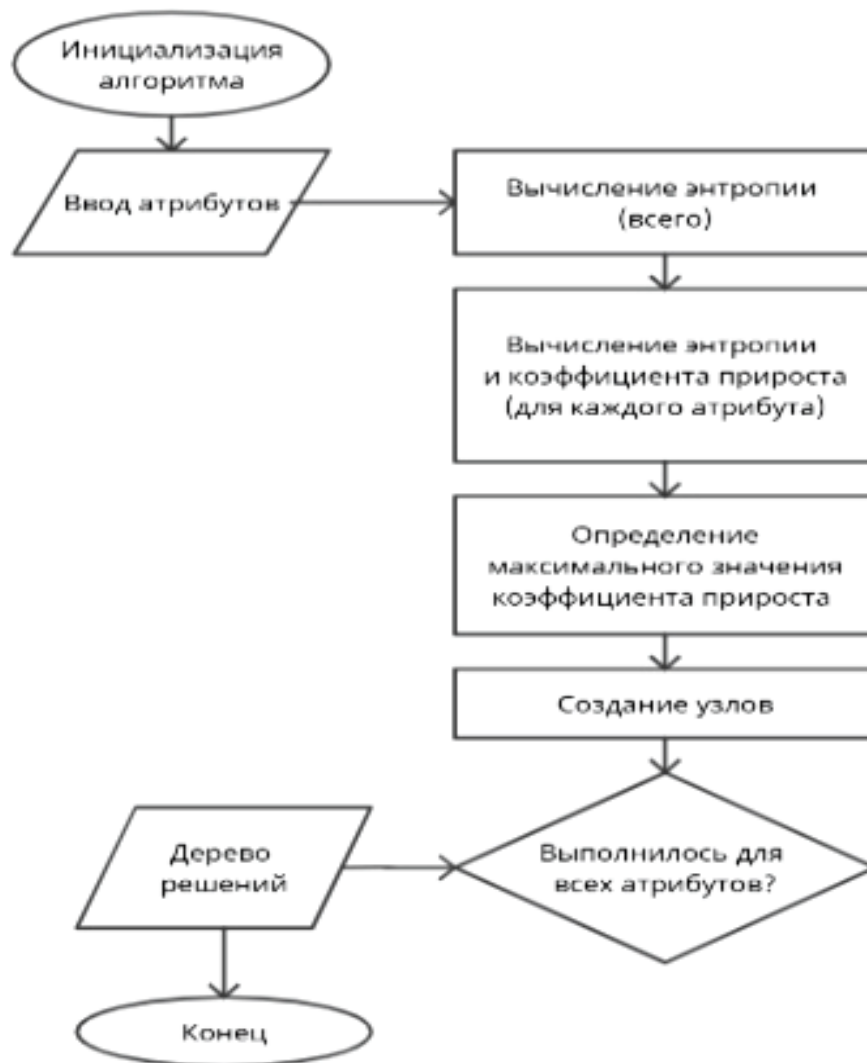 Инициализация
алгоритма
Ввод атрибутов
Вычисление энтропии
(всего)
Вычисление энтропии
и коэффициента прироста
(для каждого атрибута)
Определение
максимального значения
коэффициента прироста
Создание узлов
Выполнилось для
всех атрибутов?
Дерево
решений
Конец